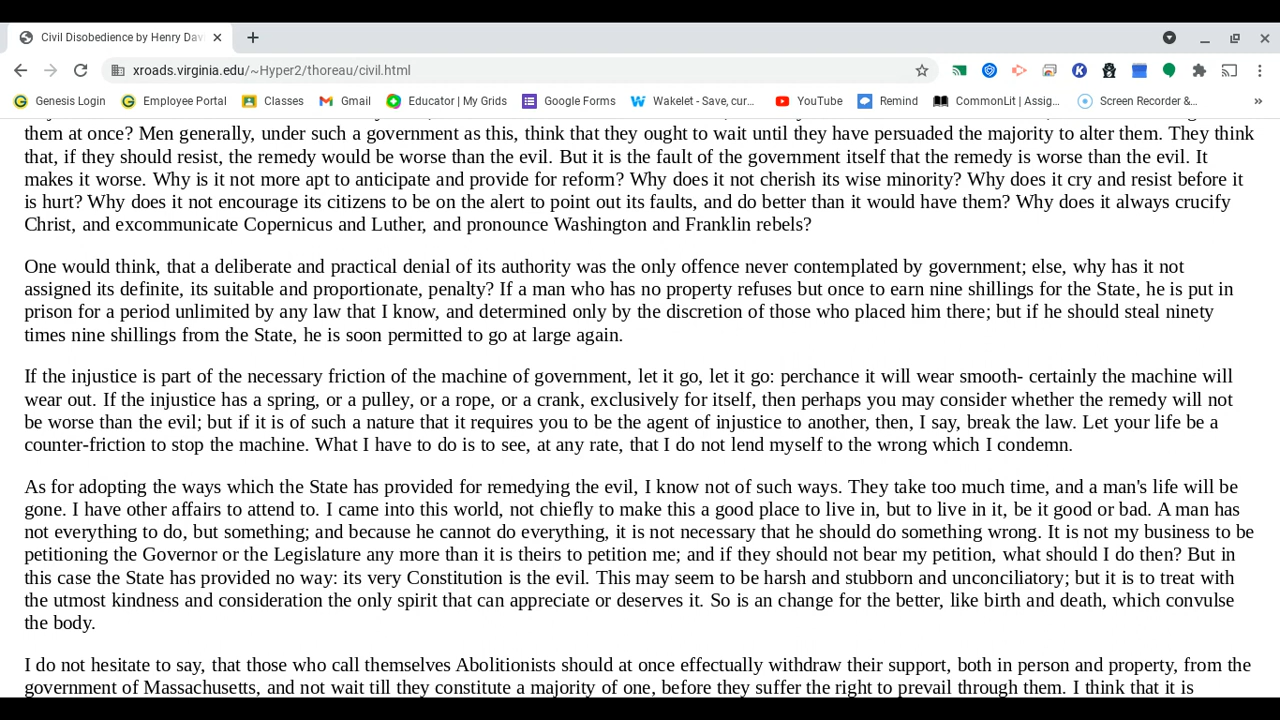 Civil Disobedience by Henry Dav
xroads.virginia.edu/~Hyper2/thoreau/civil.html
Genesis Login Employee Portal Classes Gmail Educator | My Grids Google Forms Wakelet - Save, cur... YouTube Remind CommonLit | Assig... Screen Recorder &... »
them at once? Men generally, under such a government as this, think that they ought to wait until they have persuaded the majority to alter them. They think
that, if they should resist, the remedy would be worse than the evil. But it is the fault of the government itself that the remedy is worse than the evil. It
makes it worse. Why is it not more apt to anticipate and provide for reform? Why does it not cherish its wise minority? Why does it cry and resist before it
is hurt? Why does it not encourage its citizens to be on the alert to point out its faults, and do better than it would have them? Why does it always crucify
Christ, and excommunicate Copernicus and Luther, and pronounce Washington and Franklin rebels?
One would think, that a deliberate and practical denial of its authority was the only offence never contemplated by government; else, why has it not
assigned its definite, its suitable and proportionate, penalty? If a man who has no property refuses but once to earn nine shillings for the State, he is put in
prison for a period unlimited by any law that I know, and determined only by the discretion of those who placed him there; but if he should steal ninety
times nine shillings from the State, he is soon permitted to go at large again.
If the injustice is part of the necessary friction of the machine of government, let it go, let it go: perchance it will wear smooth- certainly the machine will
wear out. If the injustice has a spring, or a pulley, or a rope, or a crank, exclusively for itself, then perhaps you may consider whether the remedy will not
be worse than the evil; but if it is of such a nature that it requires you to be the agent of injustice to another, then, I say, break the law. Let your life be a
counter-friction to stop the machine. What I have to do is to see, at any rate, that I do not lend myself to the wrong which I condemn.
As for adopting the ways which the State has provided for remedying the evil, I know not of such ways. They take too much time, and a man's life will be
gone. I have other affairs to attend to. I came into this world, not chiefly to make this a good place to live in, but to live in it, be it good or bad. A man has
not everything to do, but something; and because he cannot do everything, it is not necessary that he should do something wrong. It is not my business to be
petitioning the Governor or the Legislature any more than it is theirs to petition me; and if they should not bear my petition, what should I do then? But in
this case the State has provided no way: its very Constitution is the evil. This may seem to be harsh and stubborn and unconciliatory; but it is to treat with
the utmost kindness and consideration the only spirit that can appreciate or deserves it. So is an change for the better, like birth and death, which convulse
the body.
I do not hesitate to say, that those who call themselves Abolitionists should at once effectually withdraw their support, both in person and property, from the
government of Massachusetts, and not wait till they constitute a majority of one, before they suffer the right to prevail through them. I think that it is